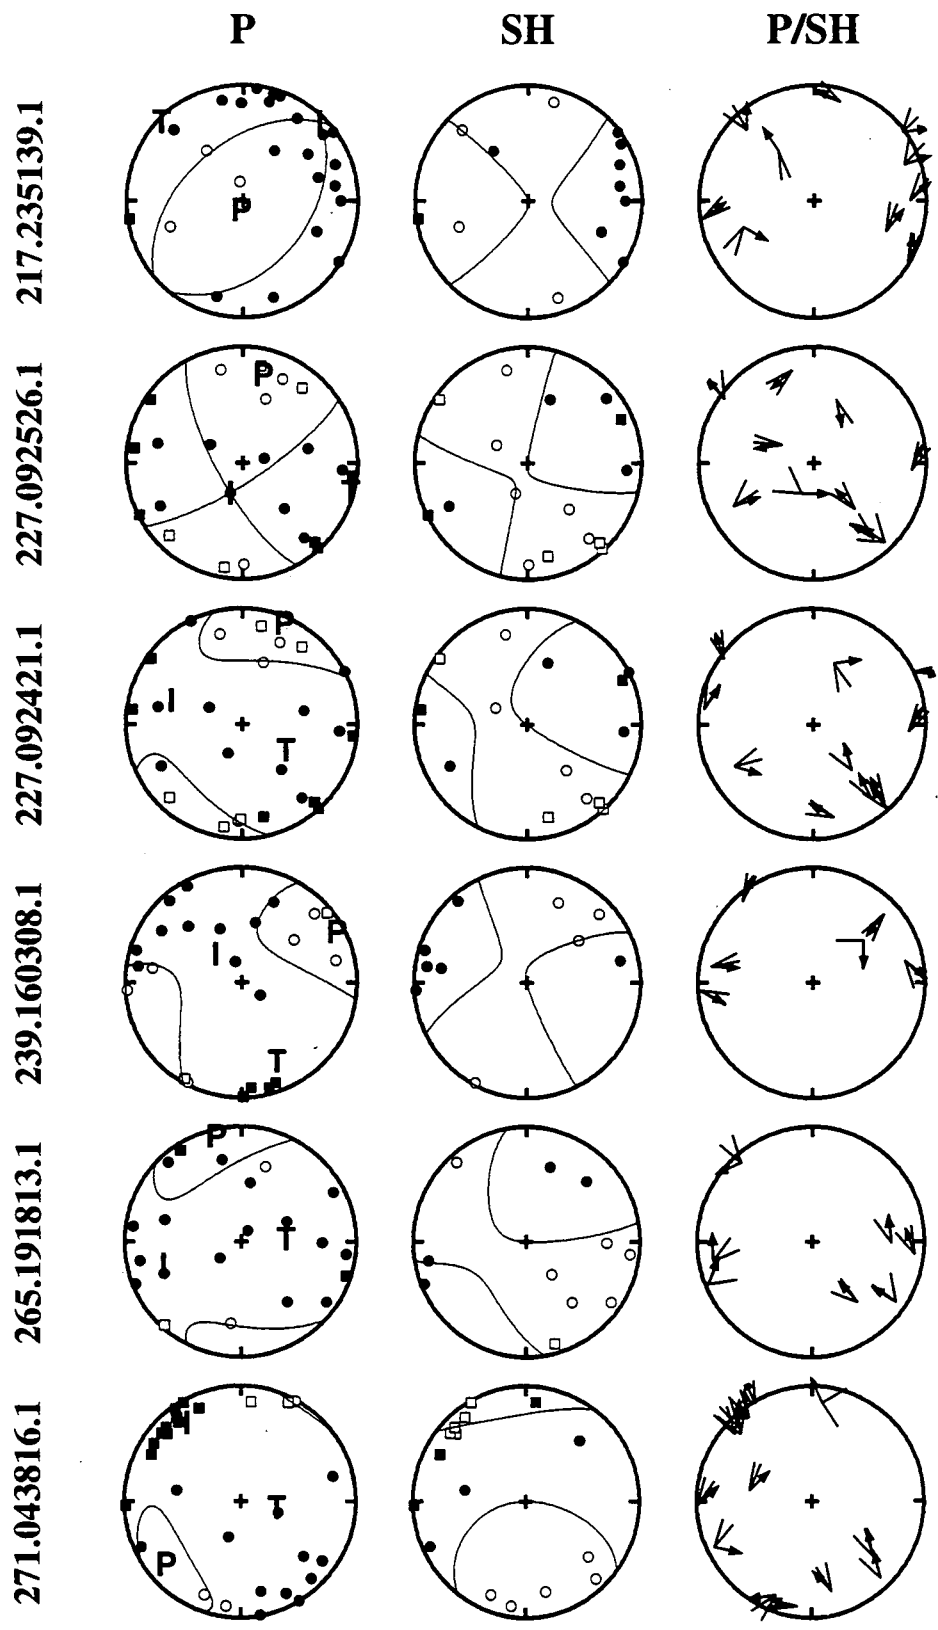 P SH P/SH
217.235139.1
T I P
227.092526.1
P I T
227.092421.1
P I T
239.160308.1
P I T
265.191813.1
P T I
271.043816.1
I T P